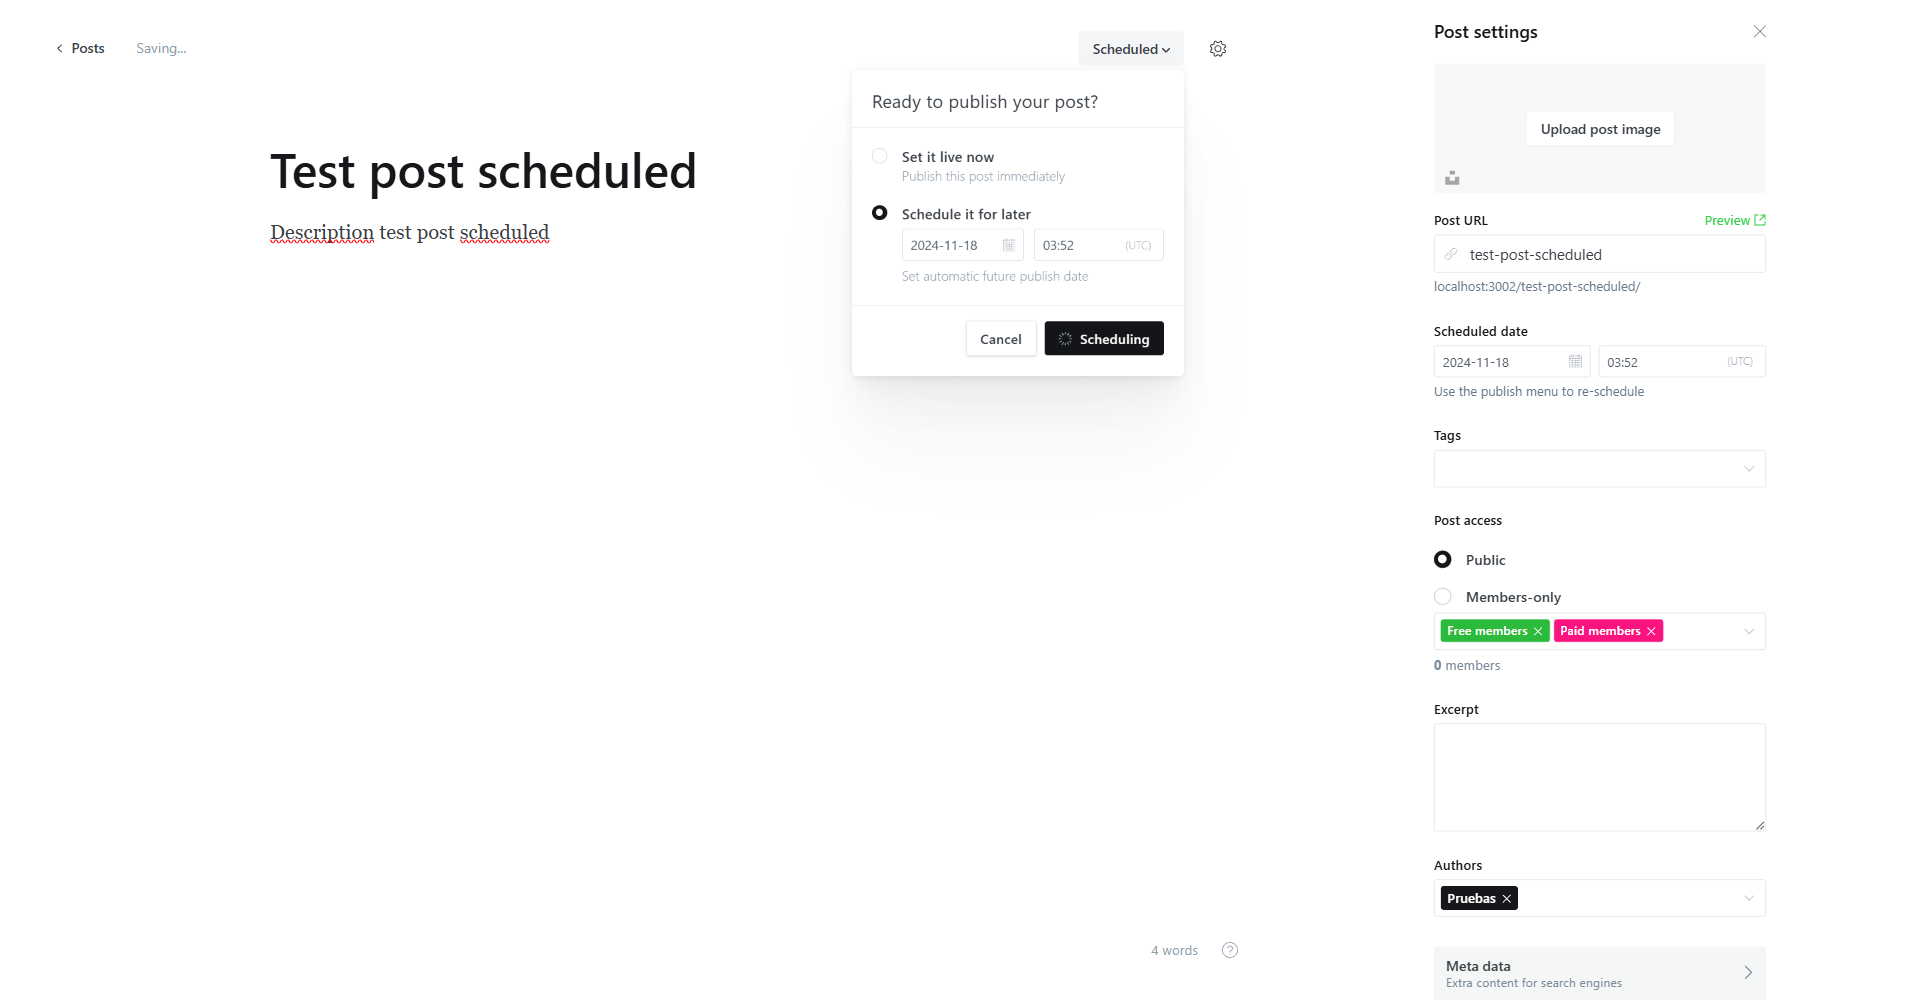 Posts
Saving...
Scheduled
Ready to publish your post?
Set it live now
Publish this post immediately
Schedule it for later
2024-11-18
03:52
(UTC)
Set automatic future publish date
Cancel
Scheduling
Test post scheduled
Description test post scheduled
4 words
?
Post settings
Upload post image
Post URL
Preview
test-post-scheduled
localhost:3002/test-post-scheduled/
Scheduled date
2024-11-18
03:52
(UTC)
Use the publish menu to re-schedule
Tags
Post access
Public
Members-only
Free members
Paid members
0 members
Excerpt
Authors
Pruebas
Meta data
Extra content for search engines